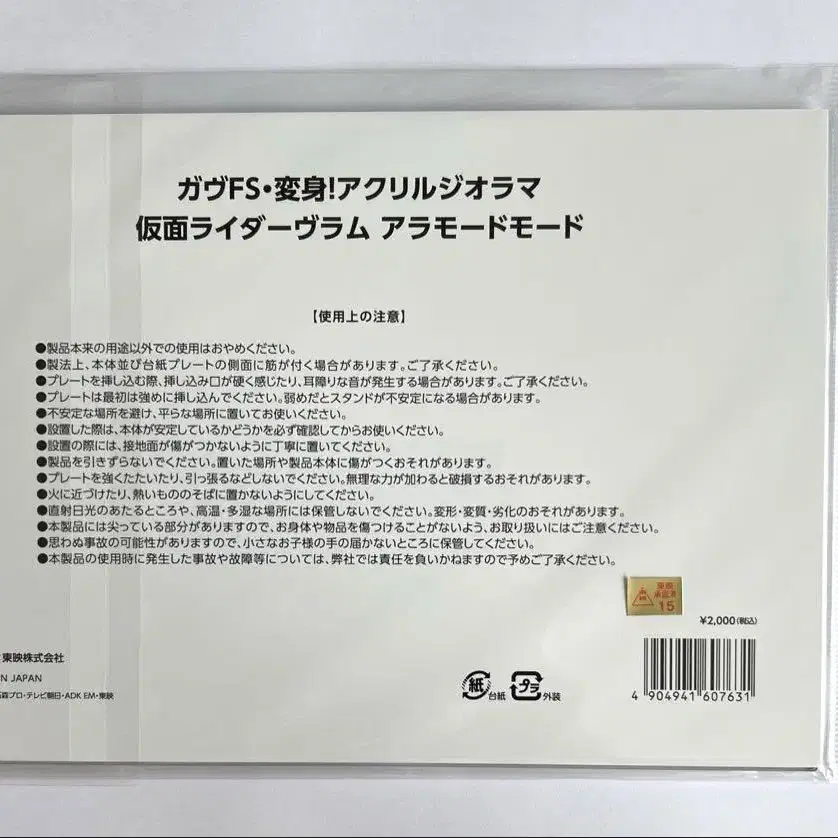 ガヴFS・変身!アクリルジオラマ
仮面ライダーヴラム アラモードモード
【使用上の注意】
●製品本来の用途以外での使用はおやめください。
●製法上、本体並び台紙プレートの側面に筋が付く場合があります。ご了承ください。
●プレートを挿し込む際、挿し込み口が硬く感じたり、耳障りな音が発生する場合があります。ご了承ください。
●プレートは最初は強めに挿し込んでください。弱めだとスタンドが不安定になる場合があります。
●不安定な場所を避け、平らな場所に置いてお使いください。
●設置した際は、本体が安定しているかどうかを必ず確認してからお使いください。
●設置の際には、接地面が傷がつかないように丁寧に置いてください。
●製品を引きずらないでください。置いた場所や製品本体に傷がつくおそれがあります。
●プレートを強くたたいたり、引っ張るなどしないでください。無理な力が加わると破損するおそれがあります。
●火に近づけたり、熱いもののそばに置かないようにしてください。
●直射日光のあたるところや、高温・多湿な場所には保管しないでください。変形・変質・劣化のおそれがあります。
●本製品には尖っている部分がありますので、お身体や物品を傷つけることがないよう、お取り扱いにはご注意ください。
●思わぬ事故の可能性がありますので、小さなお子様の手の届かないところに保管してください。
●本製品の使用時に発生した事故や故障等については、弊社では責任を負いかねますので予めご了承ください。
東映
承認済
15
¥2,000(税込)
東映株式会社
N JAPAN
森プロ・テレビ朝日・ADK EM・東映
紙 台紙 プラ 外装
4 904941 607631